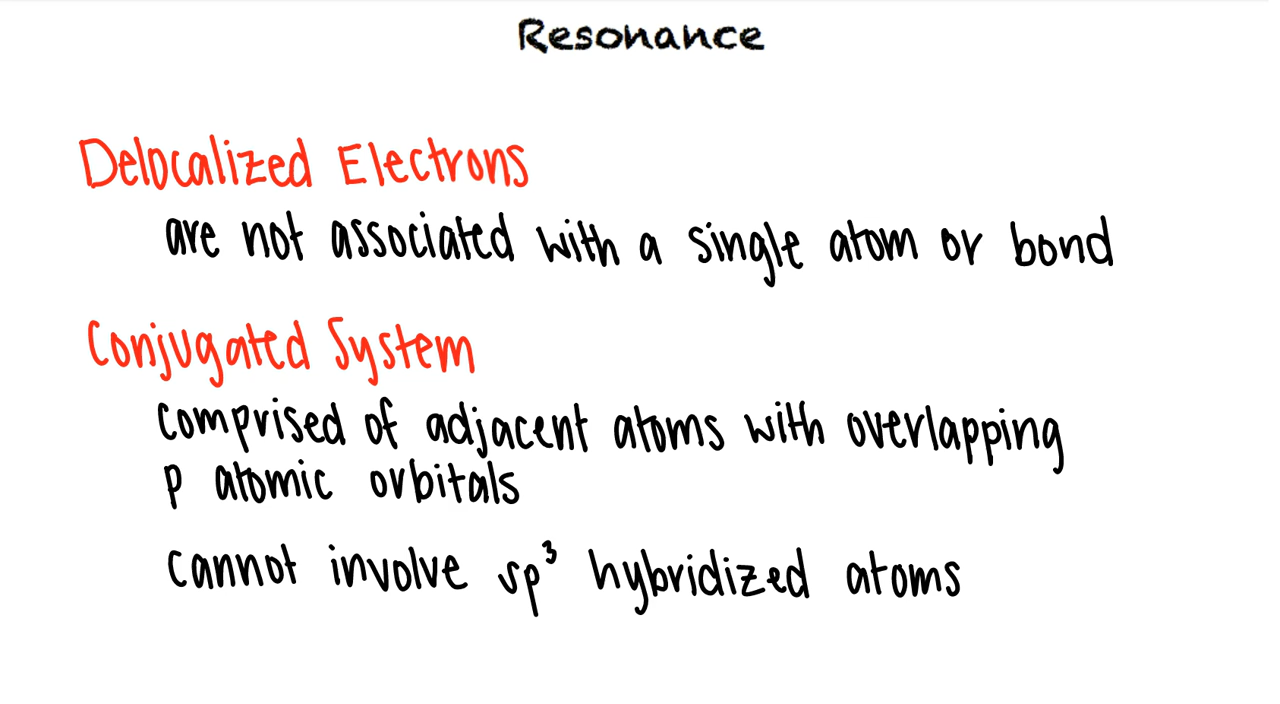 Resonance
Delocalized Electrons
are not associated with a single atom or bond
Conjugated System
comprised of adjacent atoms with overlapping
p atomic orbitals
cannot involve sp³ hybridized atoms